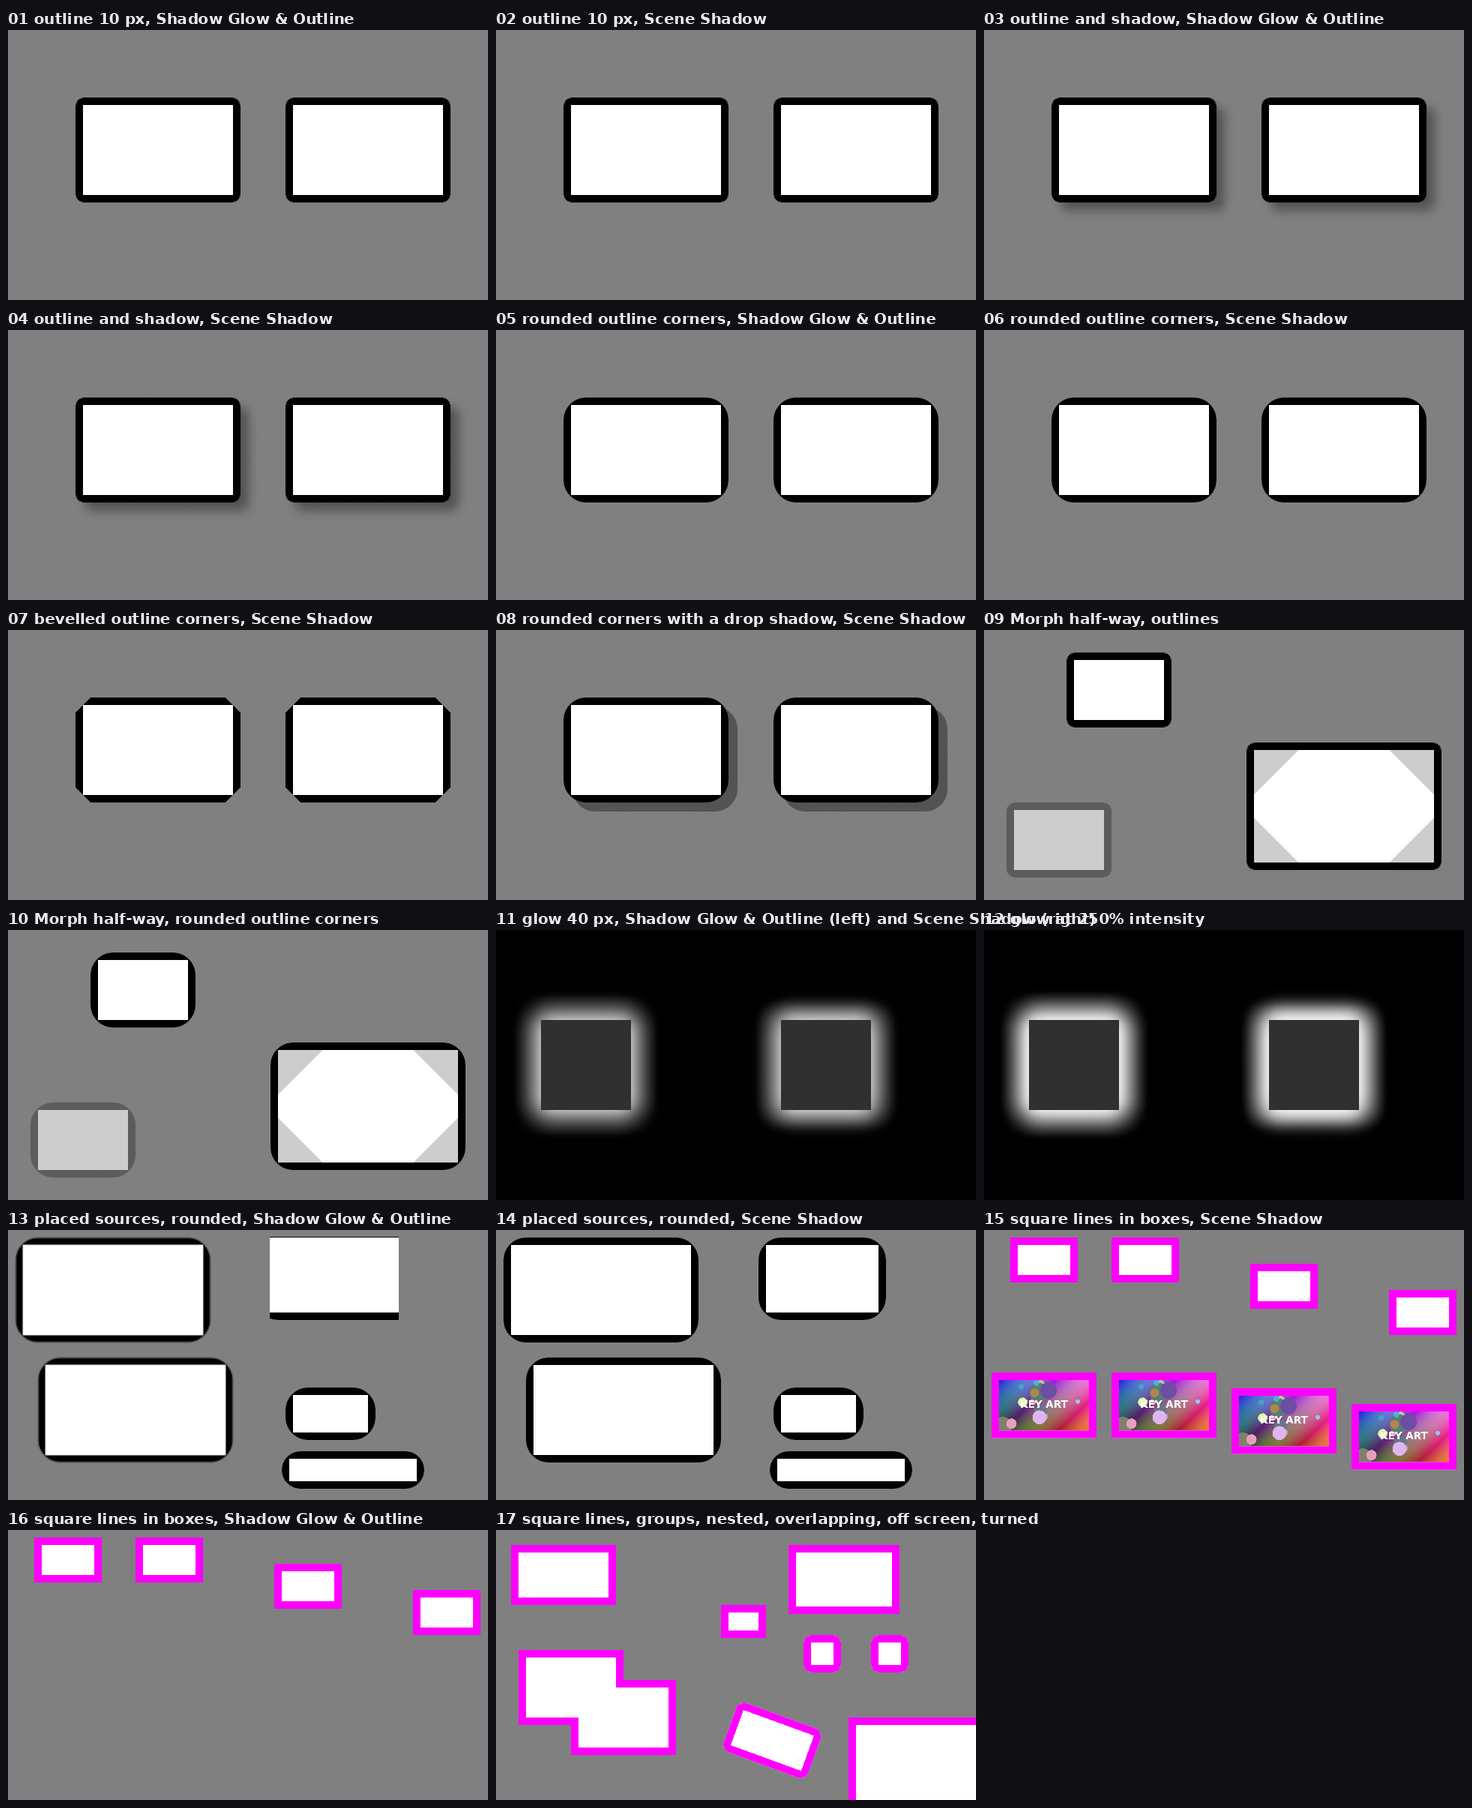 01 outline 10 px, Shadow Glow & Outline
02 outline 10 px, Scene Shadow
03 outline and shadow, Shadow Glow & Outline
04 outline and shadow, Scene Shadow
05 rounded outline corners, Shadow Glow & Outline
06 rounded outline corners, Scene Shadow
07 bevelled outline corners, Scene Shadow
08 rounded corners with a drop shadow, Scene Shadow
09 Morph half-way, outlines
10 Morph half-way, rounded outline corners
11 glow 40 px, Shadow Glow & Outline (left) and Scene Shadow (right)
12 glow at 250% intensity
13 placed sources, rounded, Shadow Glow & Outline
14 placed sources, rounded, Scene Shadow
15 square lines in boxes, Scene Shadow
KEY ART
KEY ART
KEY ART
KEY ART
16 square lines in boxes, Shadow Glow & Outline
17 square lines, groups, nested, overlapping, off screen, turned